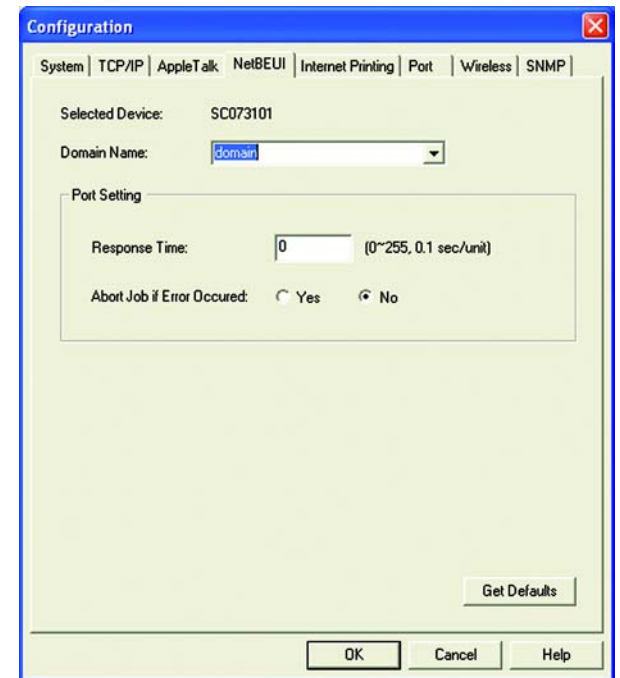 Configuration
System TCP/IP AppleTalk NetBEUI Internet Printing Port Wireless SNMP
Selected Device: SC073101
Domain Name: domain
Port Setting
Response Time: 0 (0~255, 0.1 sec/unit)
Abort Job if Error Occured: Yes No
Get Defaults
OK Cancel Help